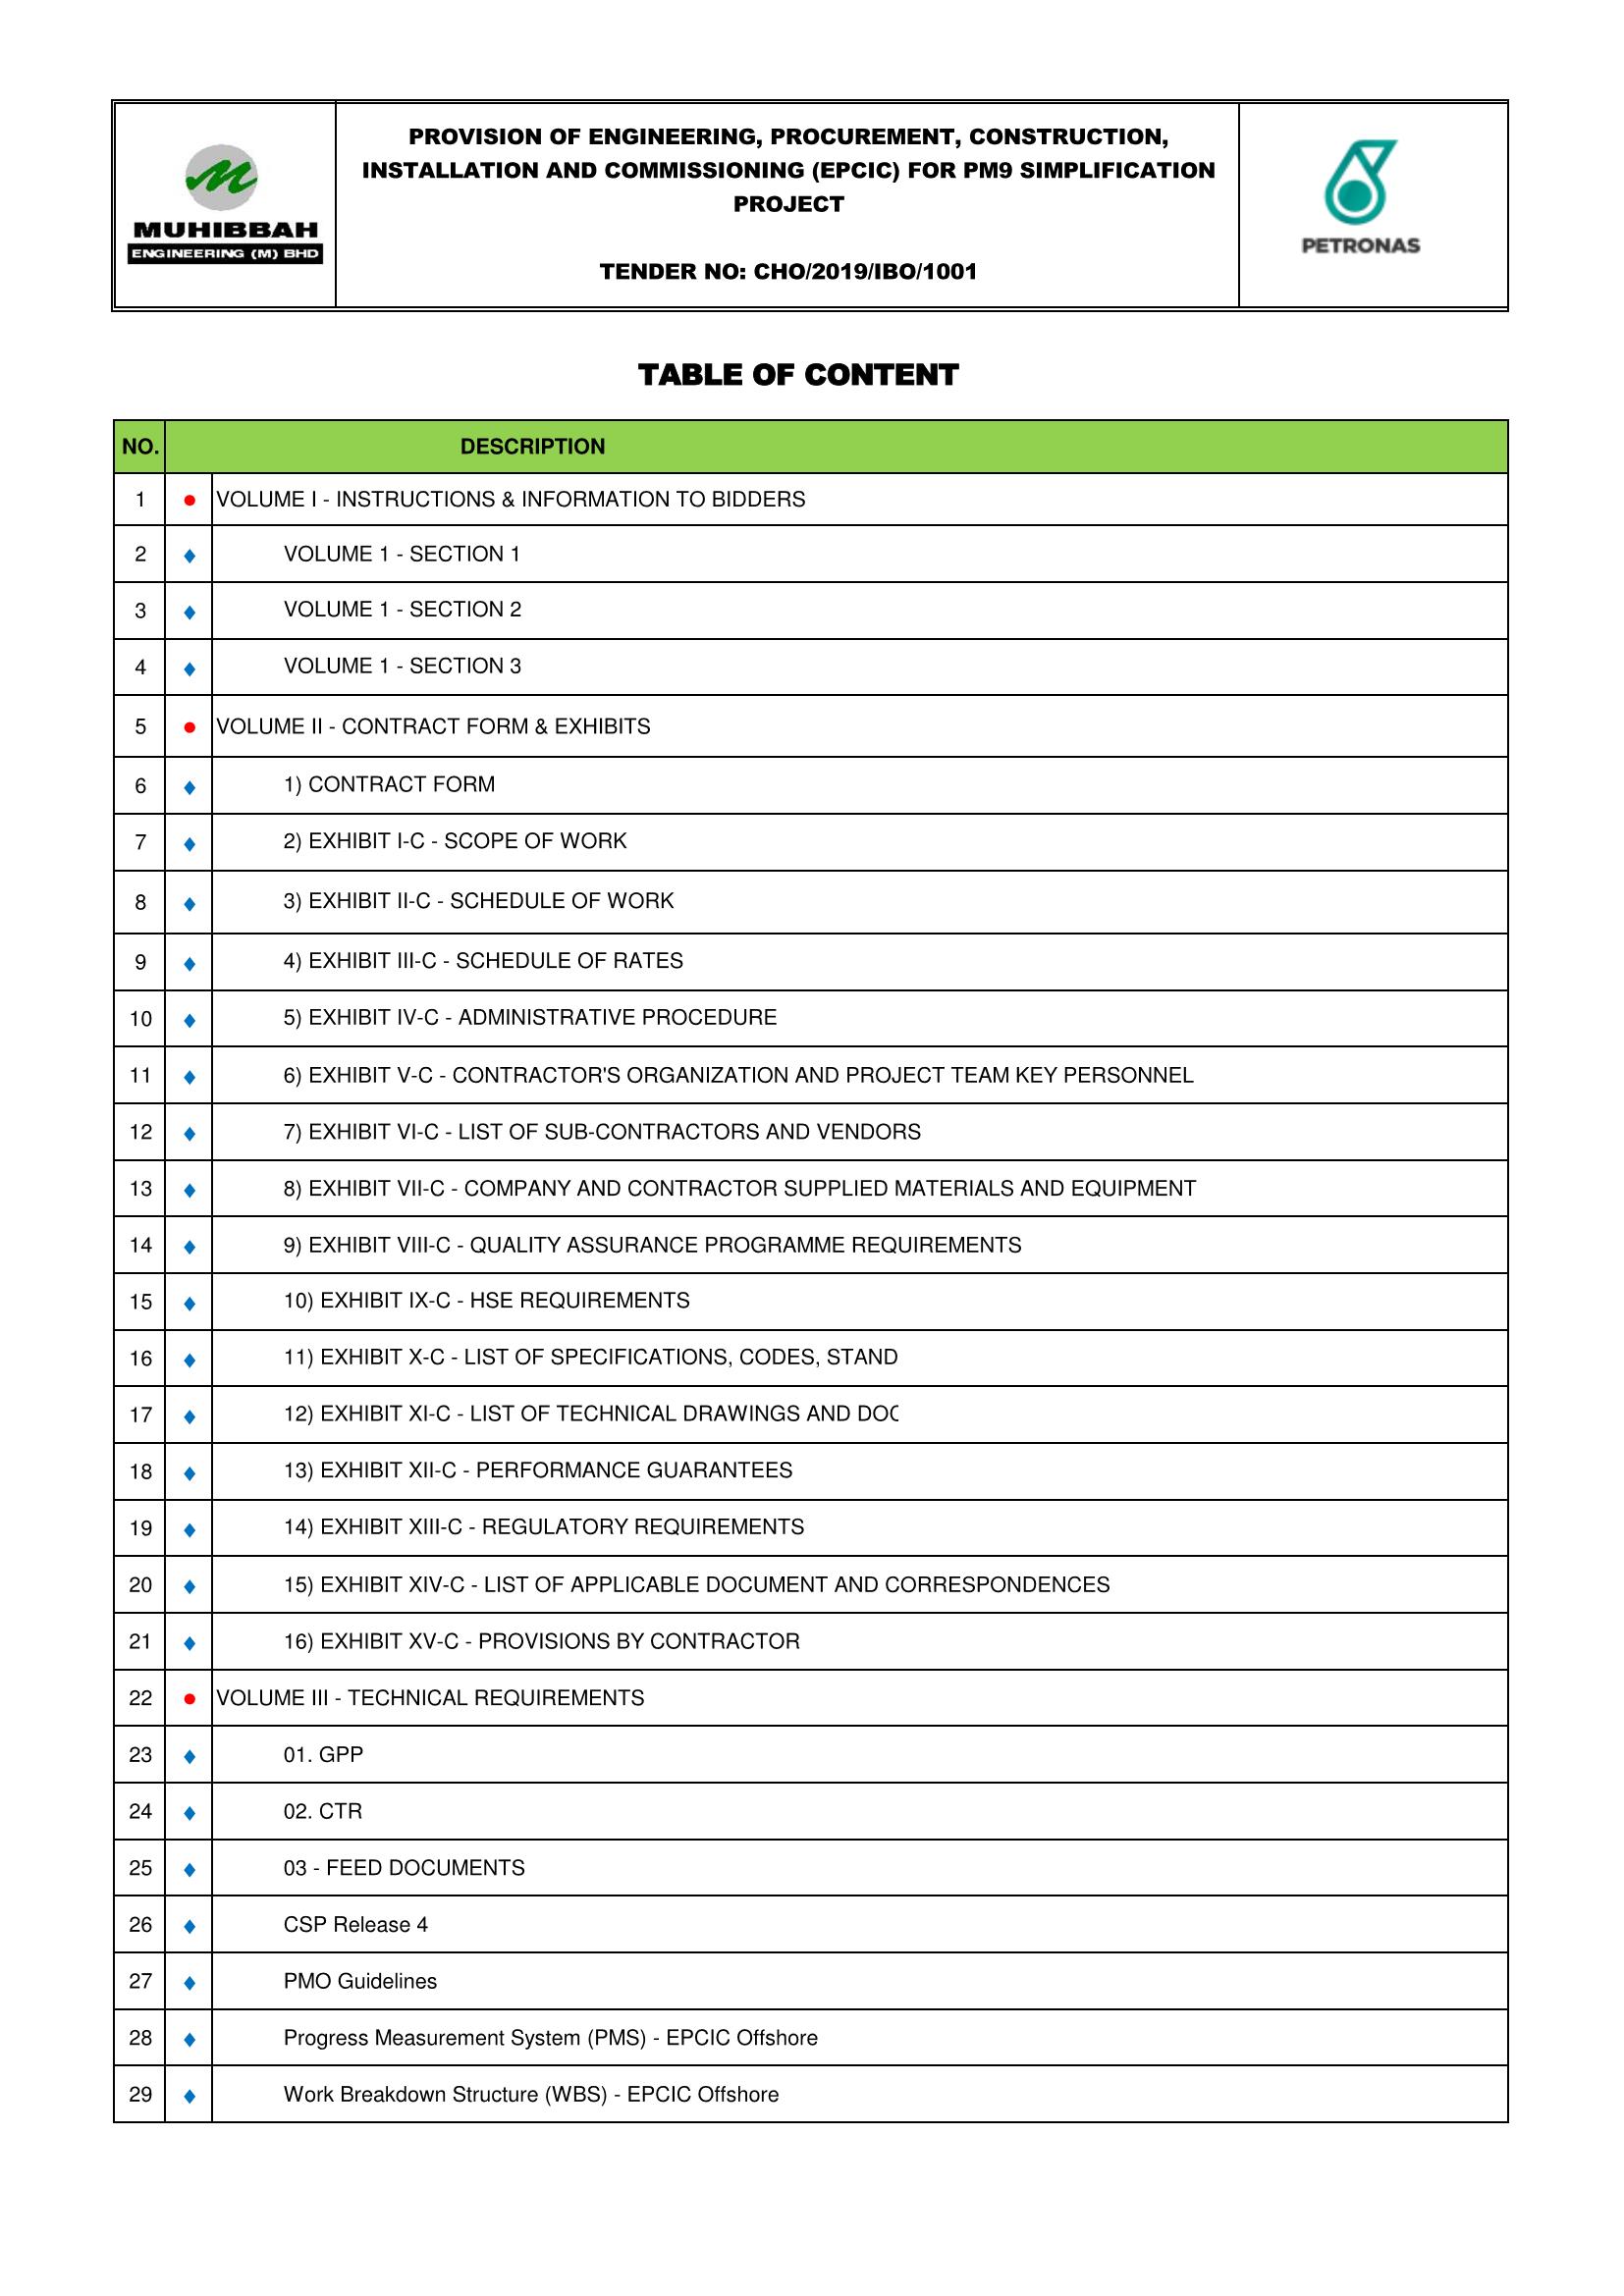 MUHIBBAH
ENGINEERING (M) BHD
PROVISION OF ENGINEERING, PROCUREMENT, CONSTRUCTION,
INSTALLATION AND COMMISSIONING (EPCIC) FOR PM9 SIMPLIFICATION
PROJECT
TENDER NO: CHO/2019/IBO/1001
PETRONAS
TABLE OF CONTENT
NO. DESCRIPTION
1 ● VOLUME I - INSTRUCTIONS & INFORMATION TO BIDDERS
2 ♦ VOLUME 1 - SECTION 1
3 ♦ VOLUME 1 - SECTION 2
4 ♦ VOLUME 1 - SECTION 3
5 ● VOLUME II - CONTRACT FORM & EXHIBITS
6 ♦ 1) CONTRACT FORM
7 ♦ 2) EXHIBIT I-C - SCOPE OF WORK
8 ♦ 3) EXHIBIT II-C - SCHEDULE OF WORK
9 ♦ 4) EXHIBIT III-C - SCHEDULE OF RATES
10 ♦ 5) EXHIBIT IV-C - ADMINISTRATIVE PROCEDURE
11 ♦ 6) EXHIBIT V-C - CONTRACTOR'S ORGANIZATION AND PROJECT TEAM KEY PERSONNEL
12 ♦ 7) EXHIBIT VI-C - LIST OF SUB-CONTRACTORS AND VENDORS
13 ♦ 8) EXHIBIT VII-C - COMPANY AND CONTRACTOR SUPPLIED MATERIALS AND EQUIPMENT
14 ♦ 9) EXHIBIT VIII-C - QUALITY ASSURANCE PROGRAMME REQUIREMENTS
15 ♦ 10) EXHIBIT IX-C - HSE REQUIREMENTS
16 ♦ 11) EXHIBIT X-C - LIST OF SPECIFICATIONS, CODES, STAND
17 ♦ 12) EXHIBIT XI-C - LIST OF TECHNICAL DRAWINGS AND DOC
18 ♦ 13) EXHIBIT XII-C - PERFORMANCE GUARANTEES
19 ♦ 14) EXHIBIT XIII-C - REGULATORY REQUIREMENTS
20 ♦ 15) EXHIBIT XIV-C - LIST OF APPLICABLE DOCUMENT AND CORRESPONDENCES
21 ♦ 16) EXHIBIT XV-C - PROVISIONS BY CONTRACTOR
22 ● VOLUME III - TECHNICAL REQUIREMENTS
23 ♦ 01. GPP
24 ♦ 02. CTR
25 ♦ 03 - FEED DOCUMENTS
26 ♦ CSP Release 4
27 ♦ PMO Guidelines
28 ♦ Progress Measurement System (PMS) - EPCIC Offshore
29 ♦ Work Breakdown Structure (WBS) - EPCIC Offshore